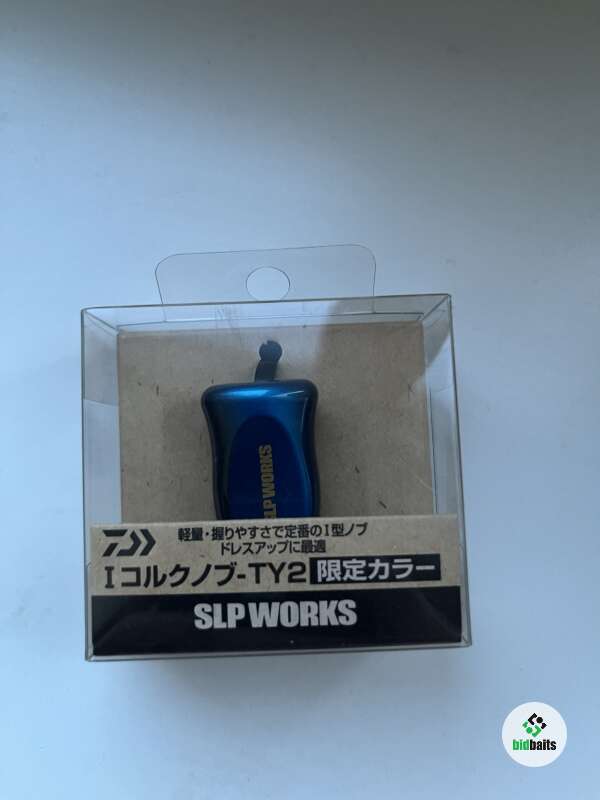 SLP WORKS
軽量・握りやすさで定番のI型ノブ
ドレスアップに最適
Iコルクノブ-TY2 限定カラー
SLP WORKS
bidbaits